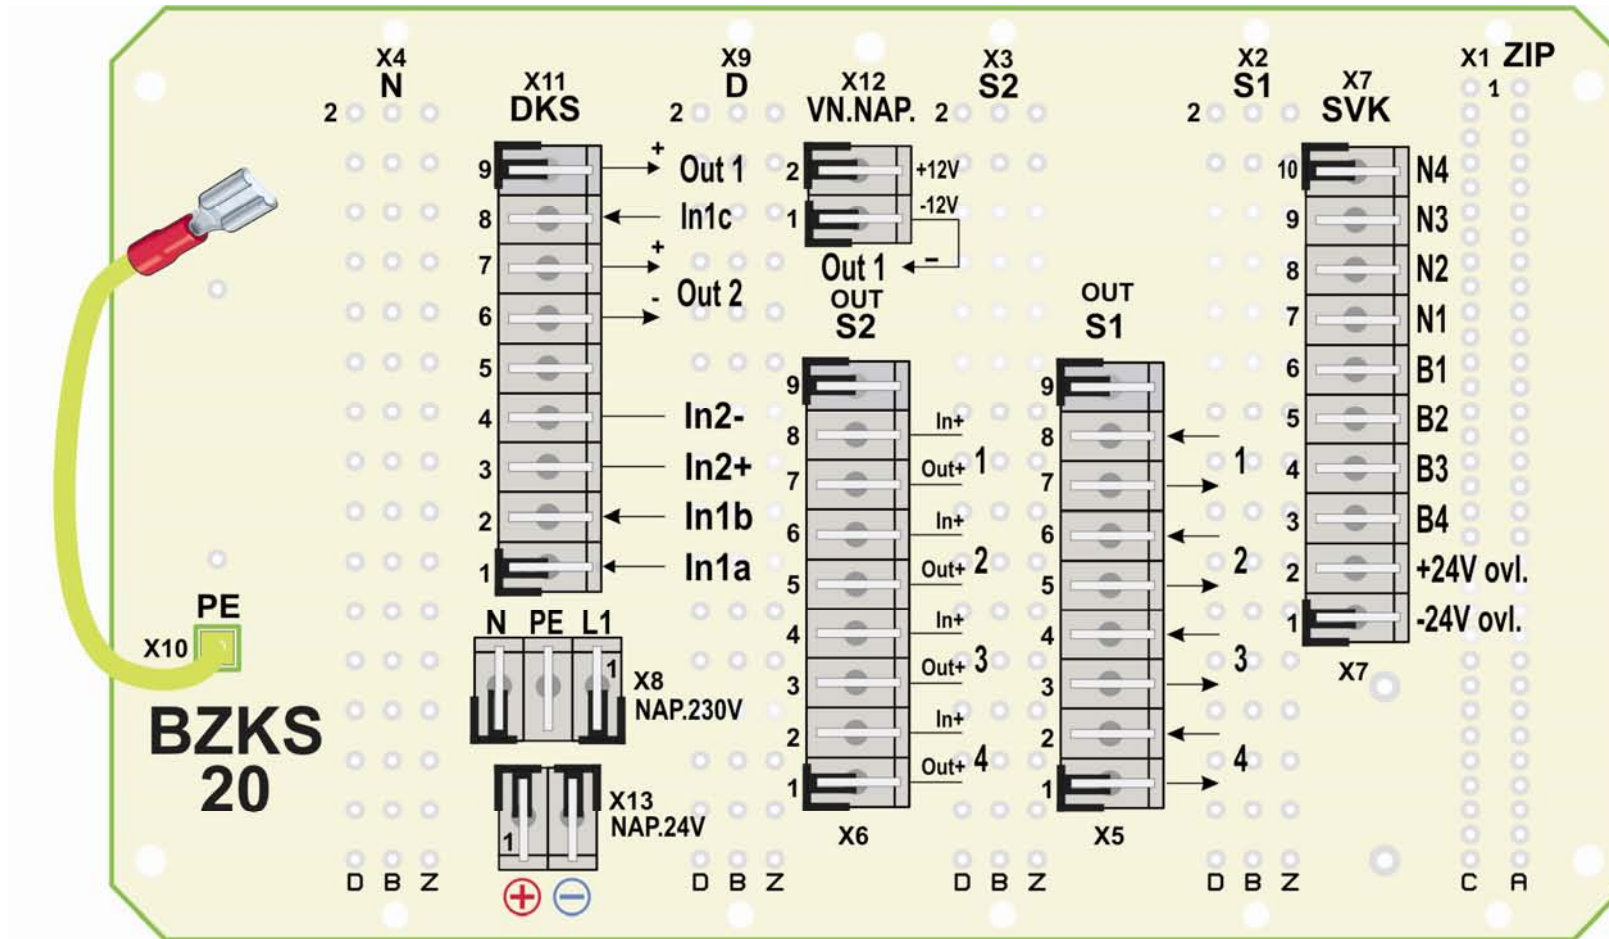 X4
N
2
X11
DKS
9
8
7
6
5
4
3
2
1
+
Out 1
In1c
+
-
Out 2
In2-
In2+
In1b
In1a
X9
D
2
X12
VN.NAP.
2 +12V
1 -12V
Out 1 -
OUT
S2
9
8 In+
7 Out+ 1
6 In+
5 Out+ 2
4 In+
3 Out+ 3
2 In+
1 Out+ 4
X6
X3
S2
2
OUT
S1
9
8
7 1
6
5 2
4
3 3
2
1 4
X5
X2
S1
2
X7
SVK
10 N4
9 N3
8 N2
7 N1
6 B1
5 B2
4 B3
3 B4
2 +24V ovl.
1 -24V ovl.
X7
X1 ZIP
1
PE
X10
BZKS
20
N PE L1
1
X8
NAP.230V
X13
NAP.24V
1
+ −
D B Z
D B Z
D B Z
D B Z
C A